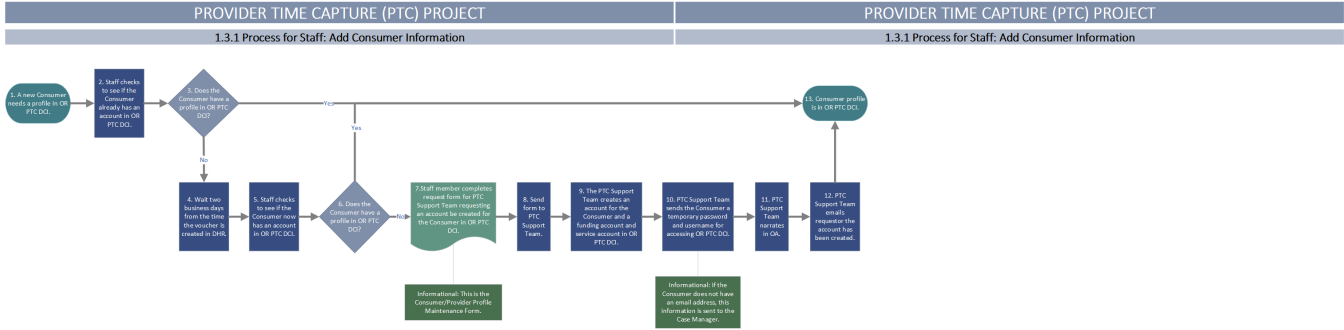 PROVIDER TIME CAPTURE (PTC) PROJECT
PROVIDER TIME CAPTURE (PTC) PROJECT
1.3.1 Process for Staff: Add Consumer Information
1.3.1 Process for Staff: Add Consumer Information
1. A new Consumer
needs a profile in OR
PTC DCI.
2. Staff checks
to see if the
Consumer
already has an
account in OR
PTC DCI.
3. Does the
Consumer have a
profile in OR PTC
DCI?
Yes
13. Consumer profile
is in OR PTC DCI.
Yes
No
4. Wait two
business days
from the time
the voucher is
created in DHR.
5. Staff checks
to see if the
Consumer now
has an account
in OR PTC DCI.
6. Does the
Consumer have a
profile in OR PTC
DCI?
No
7.Staff member completes
request form for PTC
Support Team requesting
an account be created for
the Consumer in OR PTC
DCI.
8. Send
form to
PTC
Support
Team.
9. The PTC Support
Team creates an
account for the
Consumer and a
funding account and
service account in OR
PTC DCI.
10. PTC Support Team
sends the Consumer a
temporary password
and username for
accessing OR PTC DCI.
11. PTC
Support
Team
narrates
in OA.
12. PTC
Support Team
emails
requestor the
account has
been created.
Informational: This is the
Consumer/Provider Profile
Maintenance Form.
Informational: If the
Consumer does not have
an email address, this
information is sent to the
Case Manager.